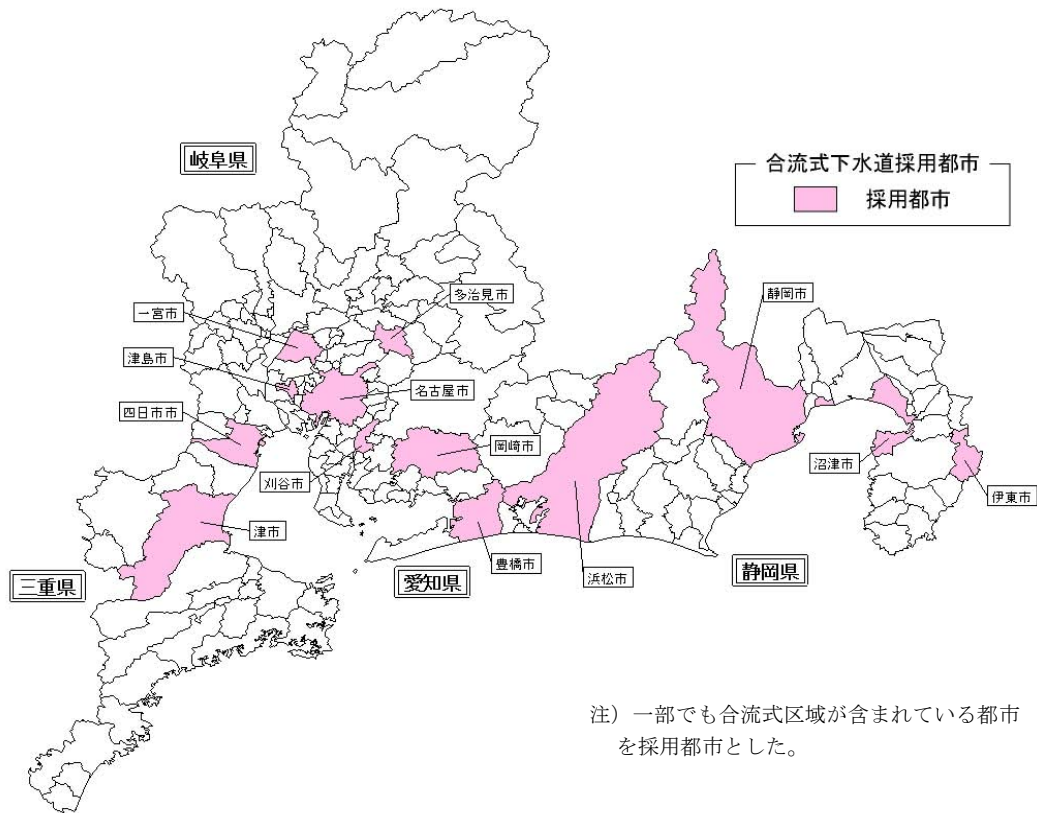 岐阜県
合流式下水道採用都市
採用都市
静岡市
多治見市
一宮市
津島市
名古屋市
四日市市
岡崎市
沼津市
刈谷市
伊東市
津市
豊橋市
浜松市
三重県
愛知県
静岡県
注）一部でも合流式区域が含まれている都市
を採用都市とした。